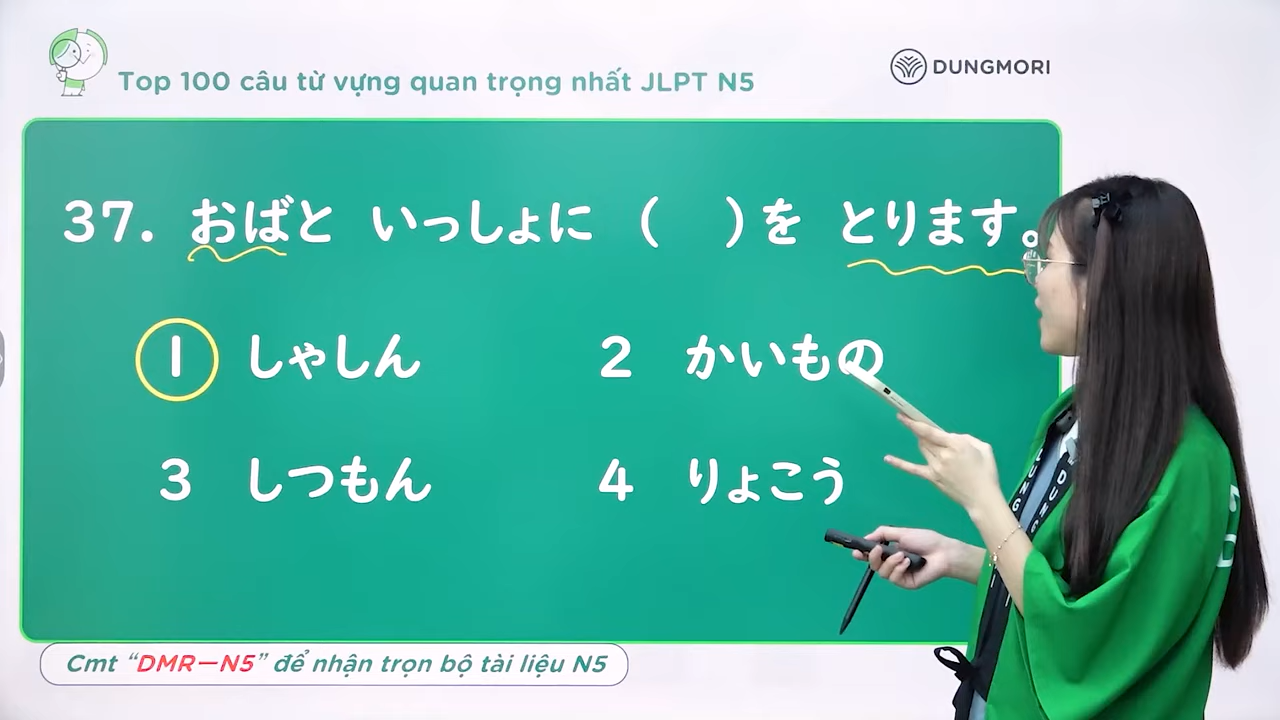 Top 100 câu từ vựng quan trọng nhất JLPT N5
DUNGMORI
37. おばと いっしょに ( )を とります。
1 しゃしん
2 かいもの
3 しつもん
4 りょこう
Cmt “DMR—N5” để nhận trọn bộ tài liệu N5